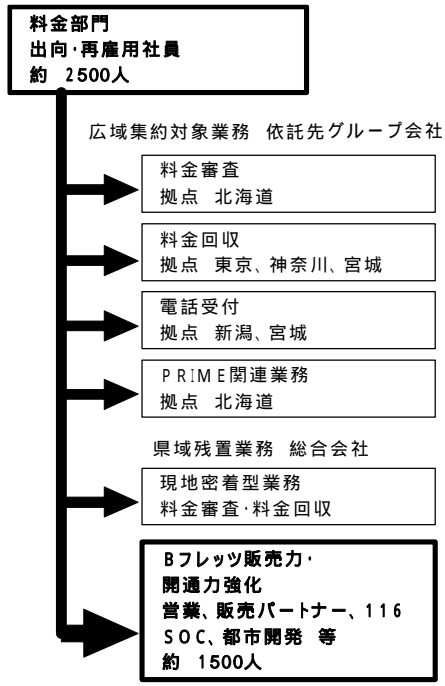 料金部門
出向･再雇用社員
約 2500人
広域集約対象業務 依託先グループ会社
料金審査
拠点 北海道
料金回収
拠点 東京、神奈川、宮城
電話受付
拠点 新潟、宮城
PRIME関連業務
拠点 北海道
県域残置業務 総合会社
現地密着型業務
料金審査･料金回収
Bフレッツ販売力･
開通力強化
営業、販売パートナー、116
SOC、都市開発 等
約 1500人